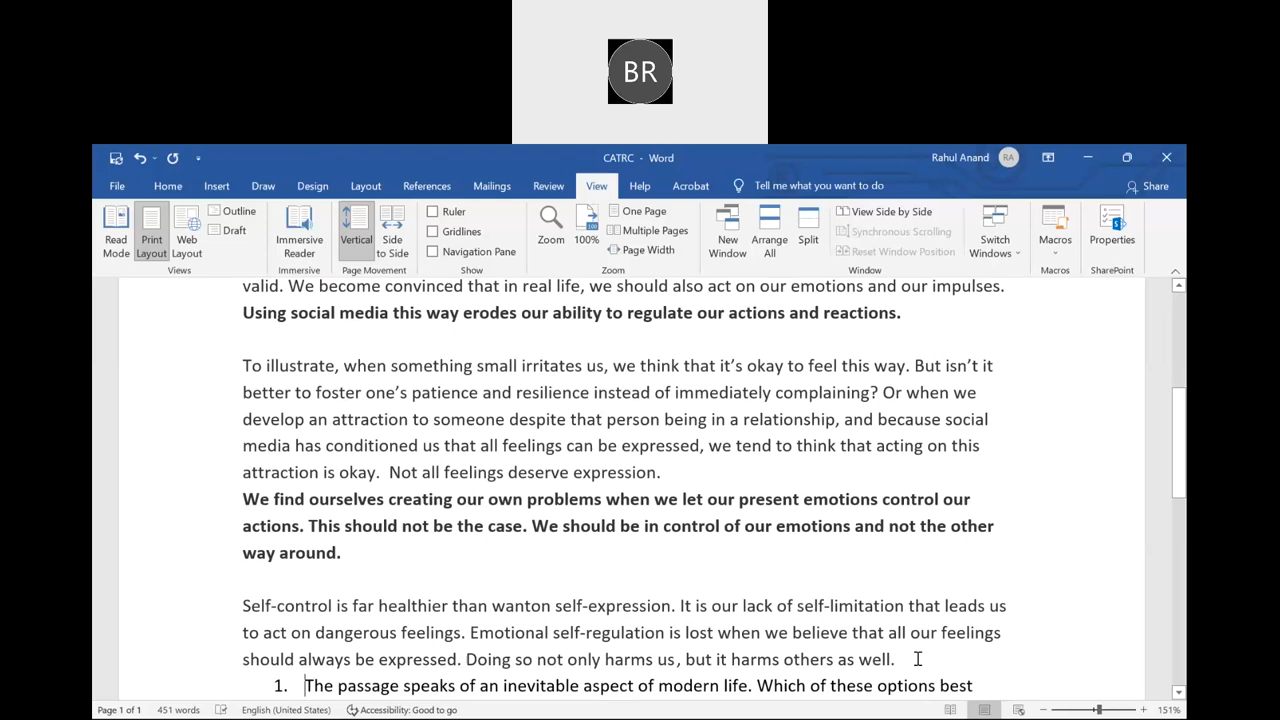 BR
CATRC - Word
Rahul Anand RA
File Home Insert Draw Design Layout References Mailings Review View Help Acrobat Tell me what you want to do Share
Read Mode
Print Layout
Web Layout
Outline
Draft
Views
Immersive Reader
Immersive
Vertical
Side to Side
Page Movement
Ruler
Gridlines
Navigation Pane
Show
Zoom
100%
One Page
Multiple Pages
Page Width
Zoom
New Window
Arrange All
Split
View Side by Side
Synchronous Scrolling
Reset Window Position
Window
Switch Windows
Macros
Macros
Properties
SharePoint
valid. We become convinced that in real life, we should also act on our emotions and our impulses.
Using social media this way erodes our ability to regulate our actions and reactions.
To illustrate, when something small irritates us, we think that it’s okay to feel this way. But isn’t it
better to foster one’s patience and resilience instead of immediately complaining? Or when we
develop an attraction to someone despite that person being in a relationship, and because social
media has conditioned us that all feelings can be expressed, we tend to think that acting on this
attraction is okay.  Not all feelings deserve expression.
We find ourselves creating our own problems when we let our present emotions control our
actions. This should not be the case. We should be in control of our emotions and not the other
way around.
Self-control is far healthier than wanton self-expression. It is our lack of self-limitation that leads us
to act on dangerous feelings. Emotional self-regulation is lost when we believe that all our feelings
should always be expressed. Doing so not only harms us, but it harms others as well.
1. The passage speaks of an inevitable aspect of modern life. Which of these options best
Page 1 of 1 451 words English (United States) Accessibility: Good to go 151%